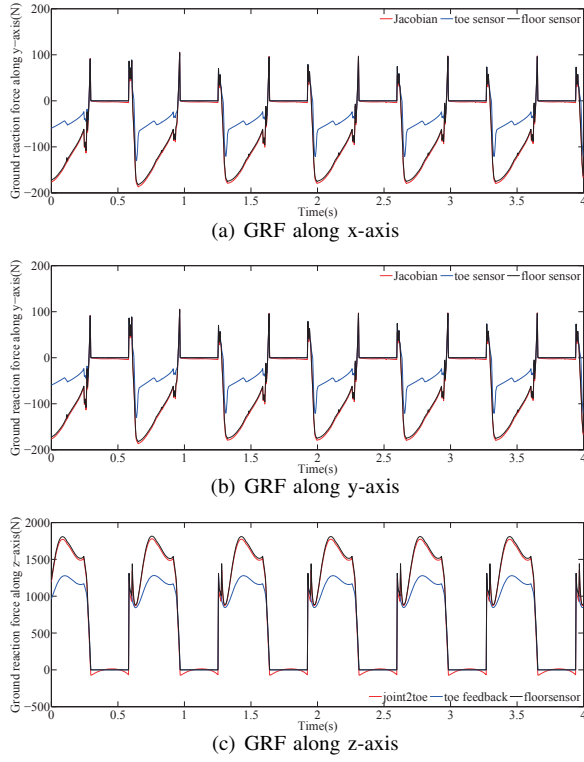 Ground reaction force along y−axis(N)
200
100
0
−100
−200
Jacobian toe sensor floor sensor
0 0.5 1 1.5 2 2.5 3 3.5 4
Time(s)
(a) GRF along x-axis
Ground reaction force along y−axis(N)
200
100
0
−100
−200
Jacobian toe sensor floor sensor
0 0.5 1 1.5 2 2.5 3 3.5 4
Time(s)
(b) GRF along y-axis
Ground reaction force along z−axis(N)
2000
1500
1000
500
0
−500
joint2toe toe feedback floorsensor
0 0.5 1 1.5 2 2.5 3 3.5 4
Time(s)
(c) GRF along z-axis